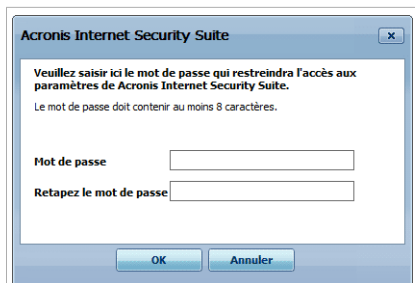 Acronis Internet Security Suite
Veuillez saisir ici le mot de passe qui restreindra l'accès aux
paramètres de Acronis Internet Security Suite.
Le mot de passe doit contenir au moins 8 caractères.
Mot de passe
Retapez le mot de passe
OK Annuler